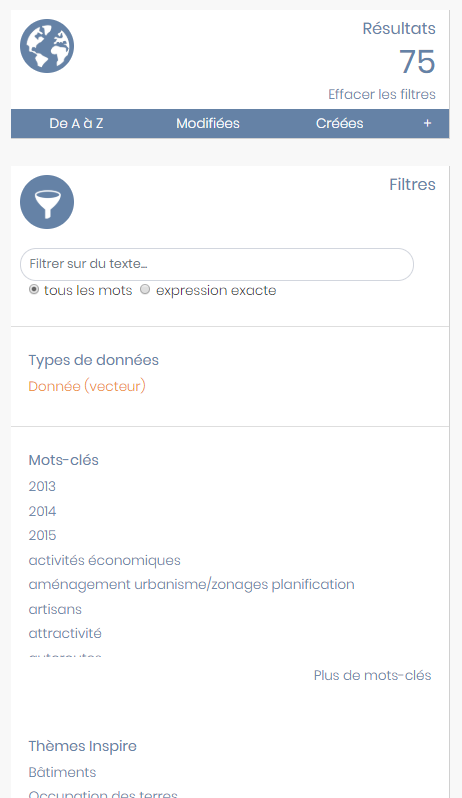 Résultats
75
Effacer les filtres
De A à Z Modifiées Créées +
Filtres
Filtrer sur du texte...
tous les mots expression exacte
Types de données
Donnée (vecteur)
Mots-clés
2013
2014
2015
activités économiques
aménagement urbanisme/zonages planification
artisans
attractivité
autoroutes
Plus de mots-clés
Thèmes Inspire
Bâtiments
Occupation des terres